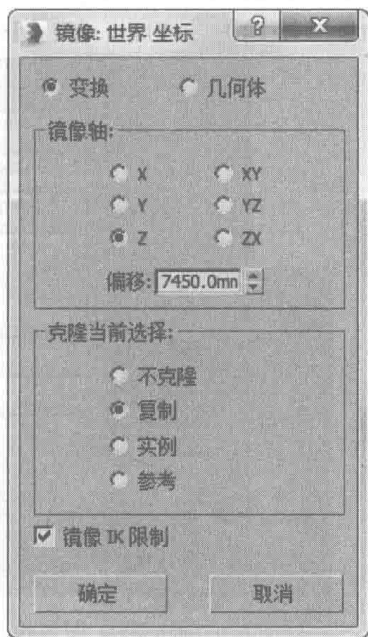 镜像: 世界 坐标
变换 几何体
镜像轴:
X XY
Y YZ
Z ZX
偏移: 7450.0mn
克隆当前选择:
不克隆
复制
实例
参考
镜像 IK 限制
确定 取消